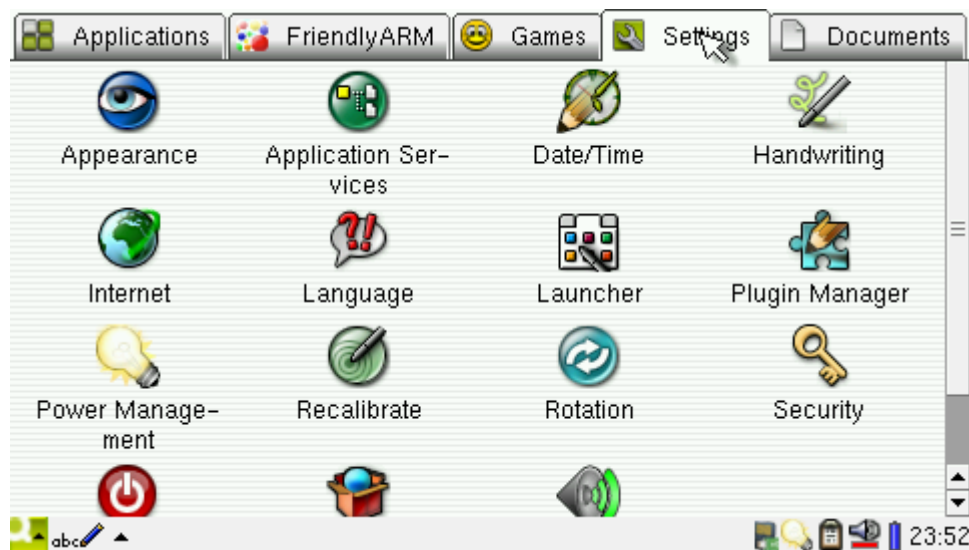 Applications FriendlyARM Games Settings Documents
Appearance Application Ser- Date/Time Handwriting
vices
Internet Language Launcher Plugin Manager
Power Manage- Recalibrate Rotation Security
ment
abc 23:52